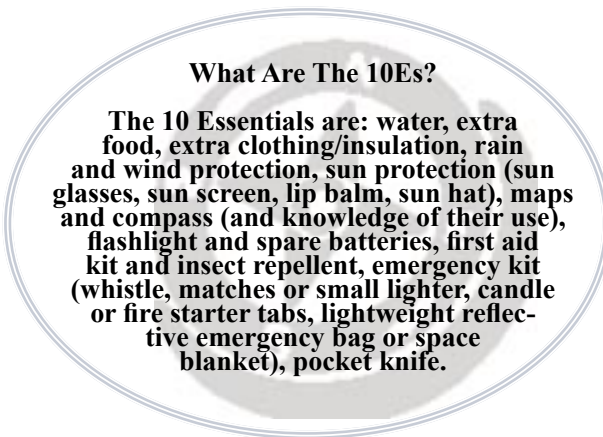 What Are The 10Es?
The 10 Essentials are: water, extra
food, extra clothing/insulation, rain
and wind protection, sun protection (sun
glasses, sun screen, lip balm, sun hat), maps
and compass (and knowledge of their use),
flashlight and spare batteries, first aid
kit and insect repellent, emergency kit
(whistle, matches or small lighter, candle
or fire starter tabs, lightweight reflec-
tive emergency bag or space
blanket), pocket knife.